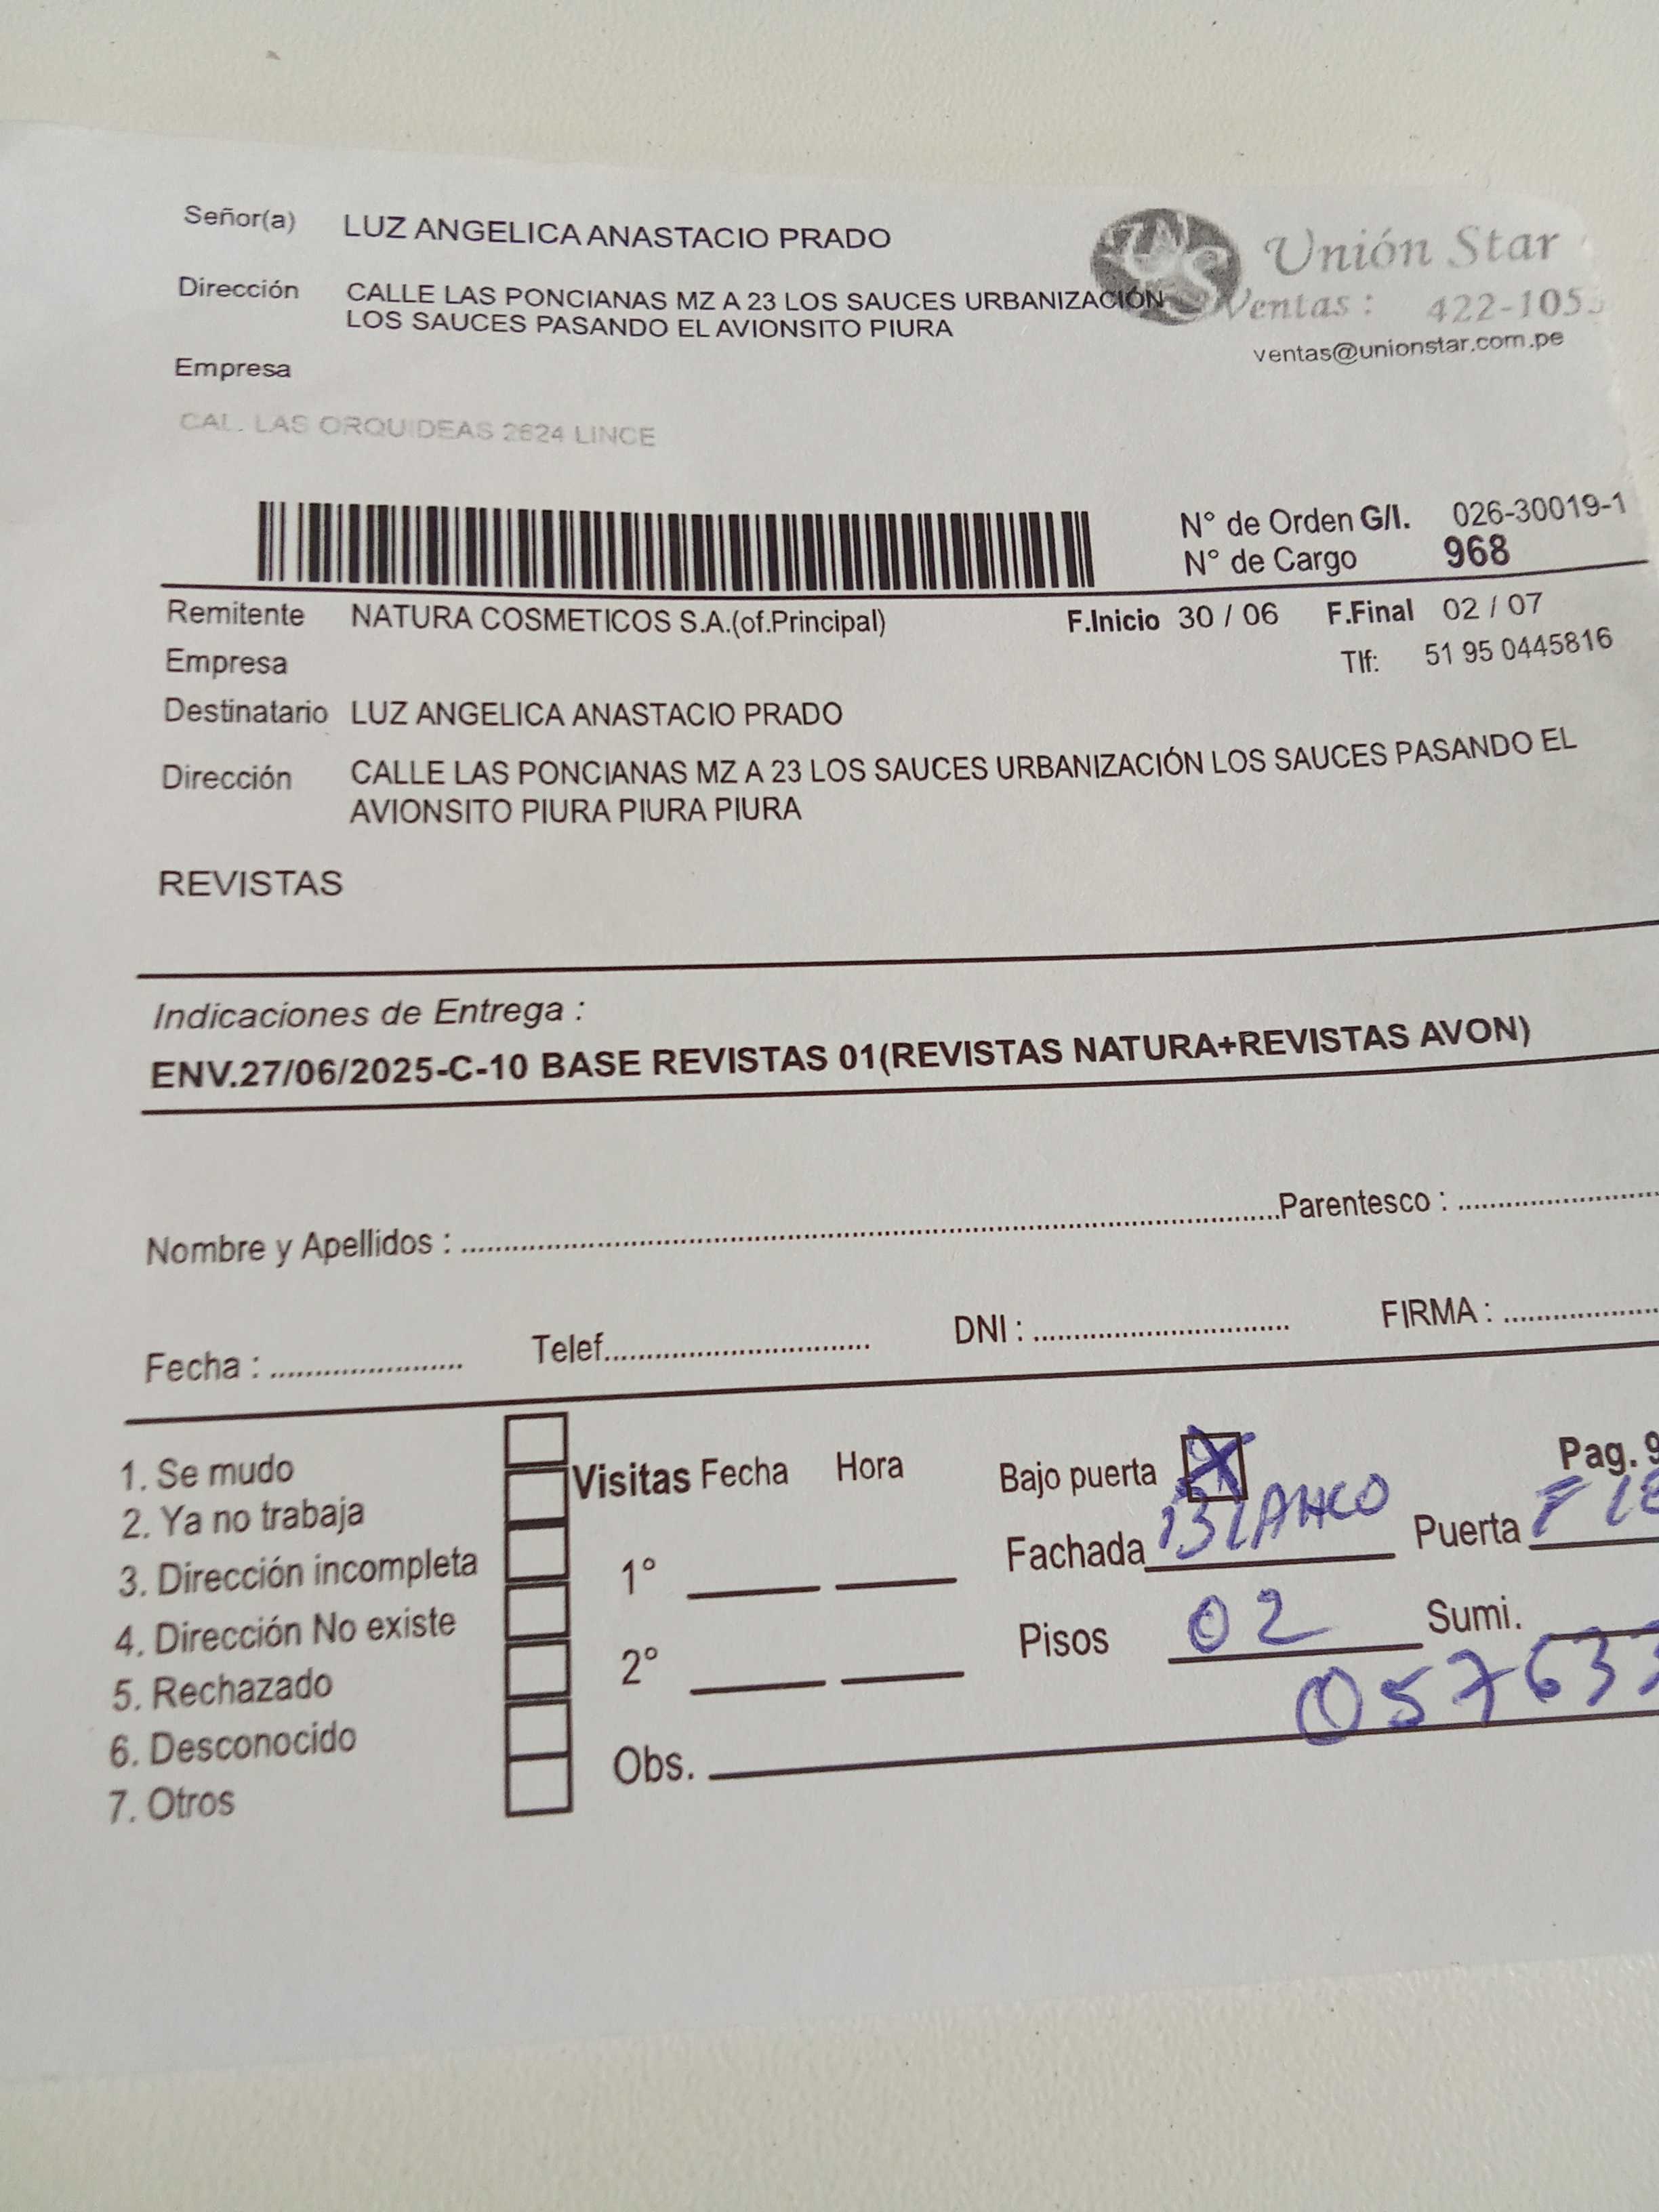 Señor(a) LUZ ANGELICA ANASTACIO PRADO
Unión Star
Dirección CALLE LAS PONCIANAS MZ A 23 LOS SAUCES URBANIZACIÓN
LOS SAUCES PASANDO EL AVIONSITO PIURA
Ventas : 422-105
ventas@unionstar.com.pe
Empresa
CAL. LAS ORQUIDEAS 2624 LINCE
N° de Orden G/I. 026-30019-1
N° de Cargo 968
Remitente NATURA COSMETICOS S.A.(of.Principal) F.Inicio 30 / 06 F.Final 02 / 07
Empresa Tlf: 51 95 0445816
Destinatario LUZ ANGELICA ANASTACIO PRADO
Dirección CALLE LAS PONCIANAS MZ A 23 LOS SAUCES URBANIZACIÓN LOS SAUCES PASANDO EL
AVIONSITO PIURA PIURA PIURA
REVISTAS
Indicaciones de Entrega :
ENV.27/06/2025-C-10 BASE REVISTAS 01(REVISTAS NATURA+REVISTAS AVON)
Nombre y Apellidos : Parentesco :
Fecha : Telef. DNI : FIRMA :
1. Se mudo
2. Ya no trabaja
3. Dirección incompleta
4. Dirección No existe
5. Rechazado
6. Desconocido
7. Otros
Visitas Fecha Hora
1°
2°
Obs.
Bajo puerta X Pag. 9
Fachada BLANCO Puerta
Pisos 02 Sumi.
057633